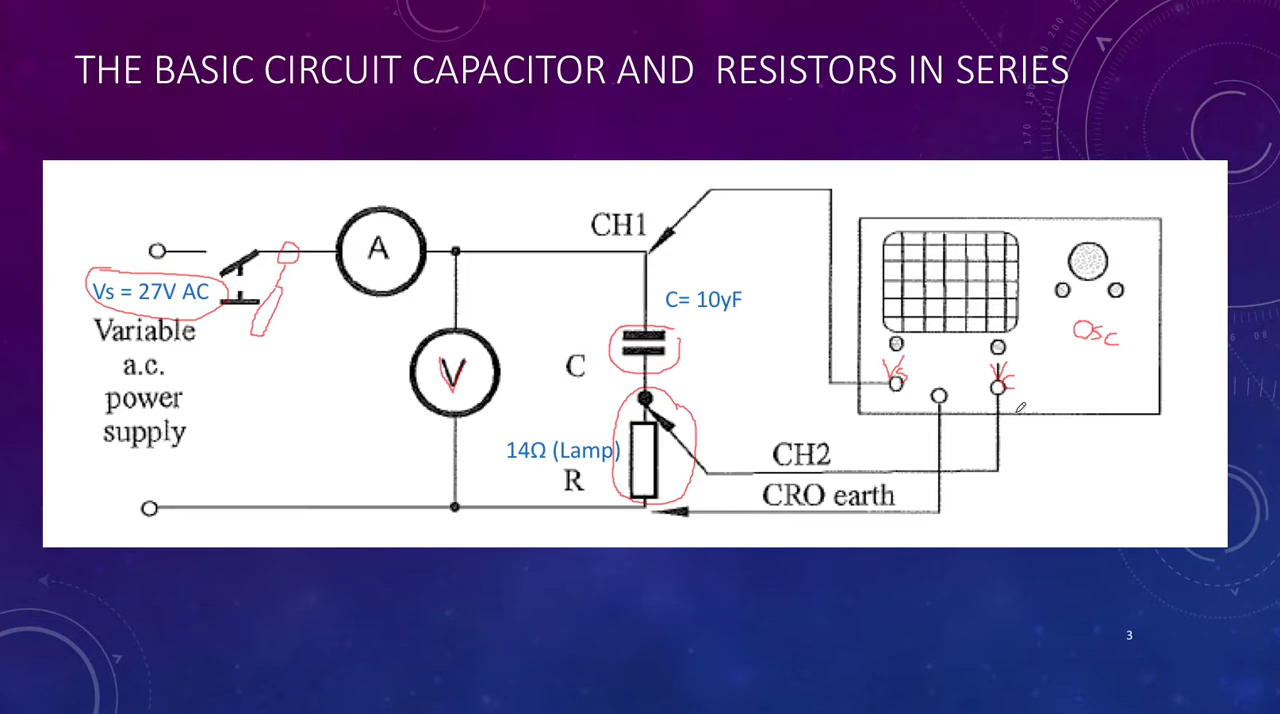 THE BASIC CIRCUIT CAPACITOR AND RESISTORS IN SERIES
CH1
A
Vs = 27V AC
Variable
a.c.
power
supply
V
C= 10yF
C
14Ω (Lamp)
R
Osc
Vs
Vc
CH2
CRO earth
3